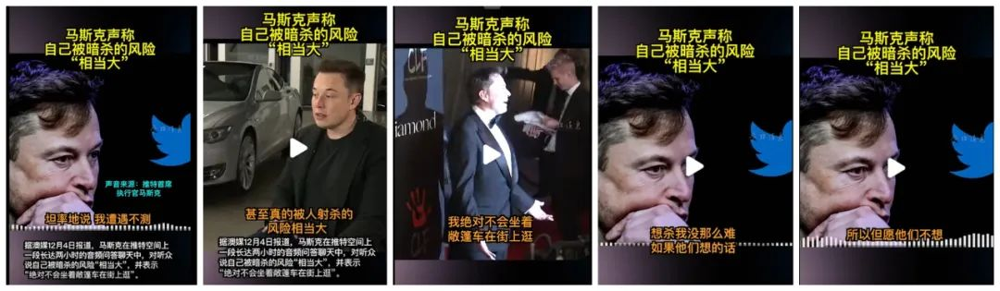 马斯克声称
自己被暗杀的风险
“相当大”
声音来源：推特首席
执行官马斯克
坦率地说 我遭遇不测
据澳媒12月4日报道，马斯克在推特空间上
一段长达两小时的音频问答聊天中，对听众
说自己被暗杀的风险“相当大”，并表示
“绝对不会坐着敞篷车在街上逛”。
马斯克声称
自己被暗杀的风险
“相当大”
甚至真的被人射杀的
风险相当大
据澳媒12月4日报道，马斯克在推特空间上
一段长达两小时的音频问答聊天中，对听众
说自己被暗杀的风险“相当大”，并表示
“绝对不会坐着敞篷车在街上逛”。
马斯克声称
自己被暗杀的风险
“相当大”
CLF
diamond
我绝对不会坐着
敞篷车在街上逛
马斯克声称
自己被暗杀的风险
“相当大”
想杀我没那么难
如果他们想的话
马斯克声称
自己被暗杀的风险
“相当大”
所以但愿他们不想